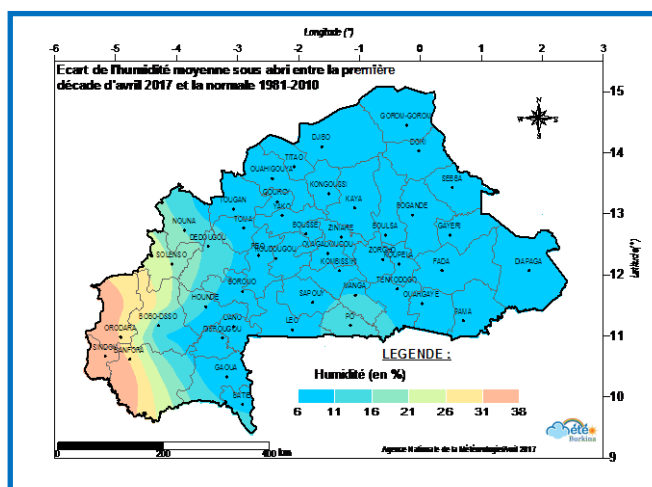 Longitude (°)
-6 -5 -4 -3 -2 -1 0 1 2 3
Ecart de l'humidité moyenne sous abri entre la première
décade d'avril 2017 et la normale 1981-2010
15
GOROM-GOROM
N
W E
S
DJIBO
DORI
14
TITAO
OUAHIGOUYA
KONGOUSSI
SEBBA
GOURCY
TOUGAN
YAKO
KAYA
BOGANDE
13
NOUNA
TOMA
BOUSSE
ZINIARE
BOULSA
GAYERI
DEDOUGOU
REO
OUAGADOUGOU
ZORGHO
SOLENSO
KOUDOUGOU
KOMBISSIRI
KOUPELA
FADA
DIAPAGA
Latitude(°)
12
BOROMO
TENKODOGO
MANGA
HOUNDE
SAPOUY
OUARGAYE
BOBO-DSSO
DANO
LEO
PO
PAMA
ORODARA
DIEBOUGOU
11
SINDOU
BANFORA
LEGENDE :
GAOUA
Humidité (en %)
BATIE
10
6 11 16 21 26 31 38
0 200 400 km
Agence Nationale de la Météorologie/Avril 2017
météo
Burkina
9